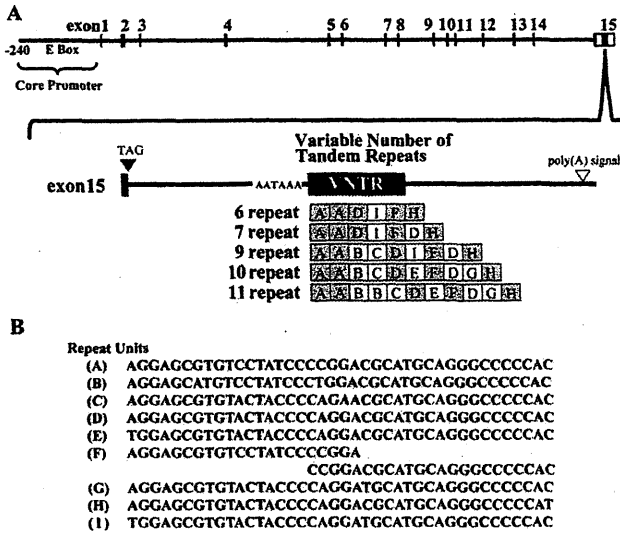 A
exon1 2 3 4 5 6 7 8 9 10 11 12 13 14 15
-240 E Box
Core Promoter
Variable Number of
Tandem Repeats
TAG
poly(A) signal
exon15
AATAAA
VNTR
6 repeat A A D I F H
7 repeat A A D I F D H
9 repeat A A B C D I F D H
10 repeat A A B C D E F D G H
11 repeat A A B B C D E F D G H
B
Repeat Units
(A) AGGAGCGTGTCCTATCCCCGGACGCATGCAGGGCCCCCAC
(B) AGGAGCATGTCCTATCCCTGGACGCATGCAGGGCCCCCAC
(C) AGGAGCGTGTACTACCCCAGAACGCATGCAGGGCCCCCAC
(D) AGGAGCGTGTACTACCCCAGGACGCATGCAGGGCCCCCAC
(E) TGGAGCGTGTACTACCCCAGGACGCATGCAGGGCCCCCAC
(F) AGGAGCGTGTCCTATCCCCGGA
CCGGACGCATGCAGGGCCCCCAC
(G) AGGAGCGTGTACTACCCCAGGATGCATGCAGGGCCCCCAC
(H) AGGAGCGTGTACTACCCCAGGACGCATGCAGGGCCCCCAT
(I) TGGAGCGTGTACTACCCCAGGATGCATGCAGGGCCCCCAC